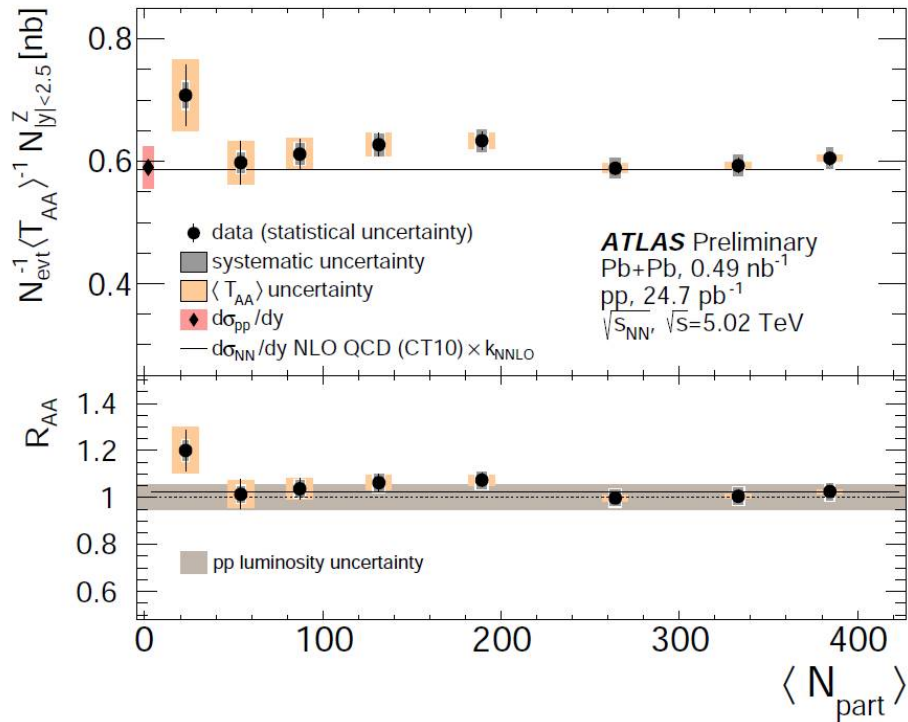 N_evt^-1 ⟨T_AA⟩^-1 N^Z_|y|<2.5 [nb]
0.8
0.6
0.4
data (statistical uncertainty)
systematic uncertainty
⟨T_AA⟩ uncertainty
dσ_pp/dy
dσ_NN/dy NLO QCD (CT10) × k_NNLO
ATLAS Preliminary
Pb+Pb, 0.49 nb^-1
pp, 24.7 pb^-1
√s_NN, √s=5.02 TeV
R_AA
1.4
1.2
1
0.8
0.6
pp luminosity uncertainty
0 100 200 300 400
⟨N_part⟩